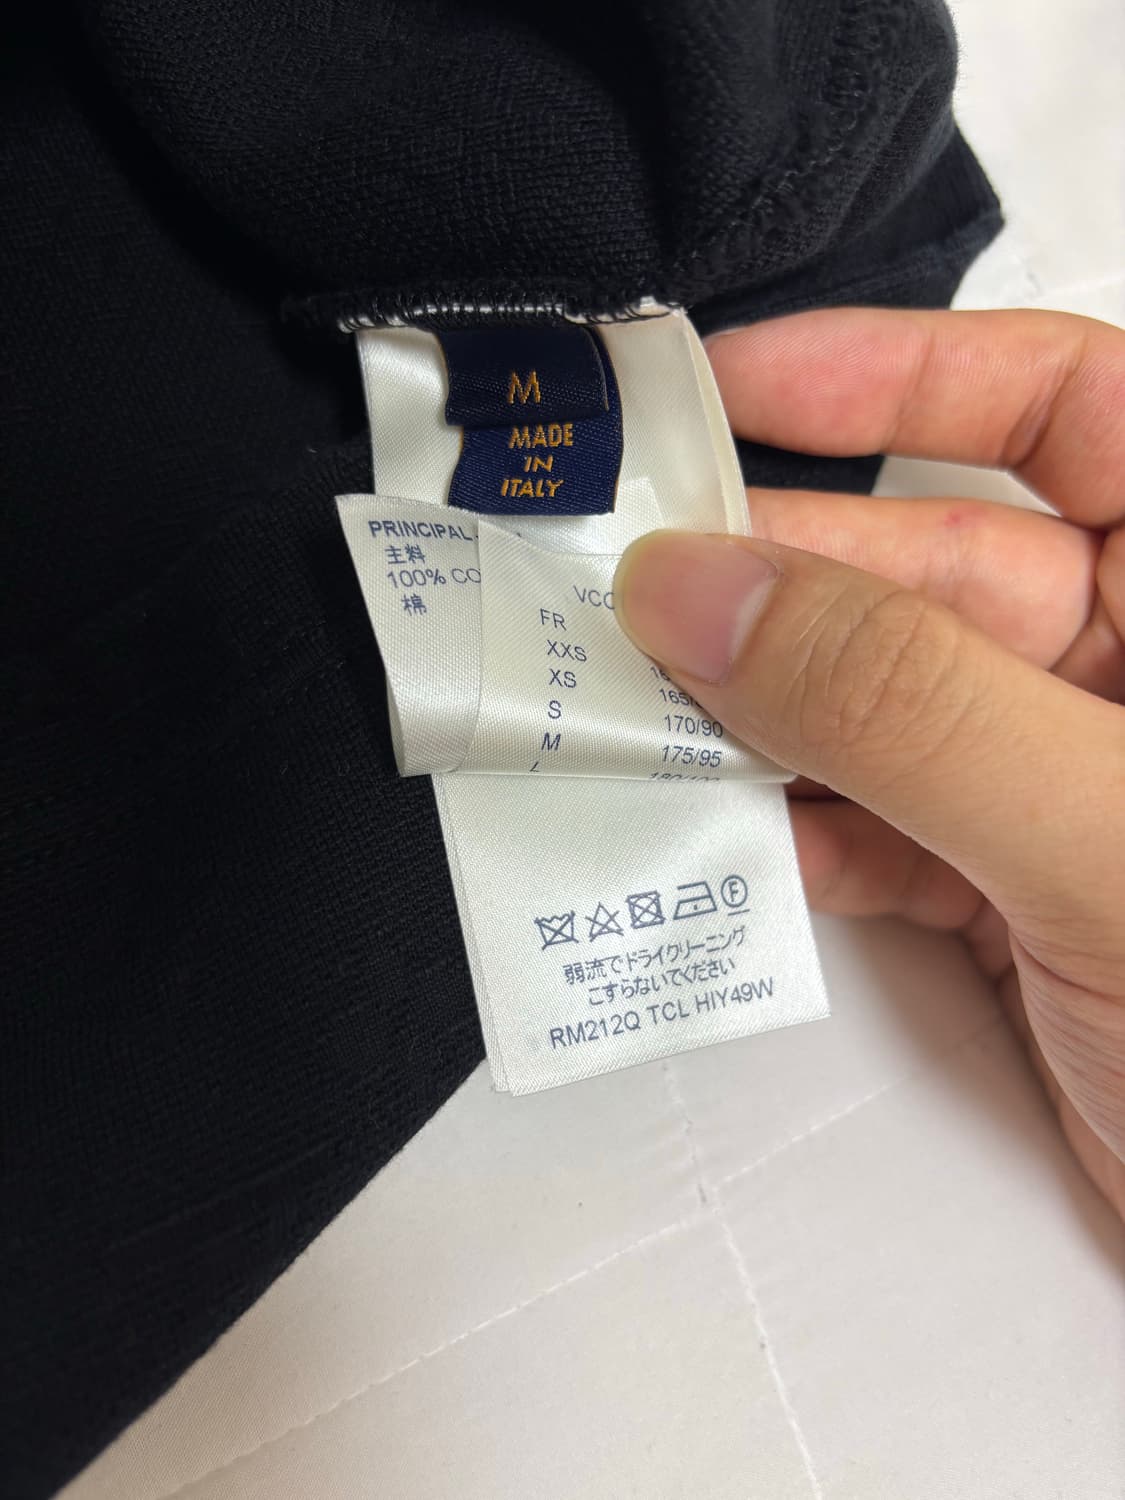 M
MADE
IN
ITALY
PRINCIPAL
主料
100% CO
棉
FR
XXS
XS
S 170/90
M 175/95
L
F
弱流でドライクリーニング
こすらないでください
RM212Q TCL HIY49W